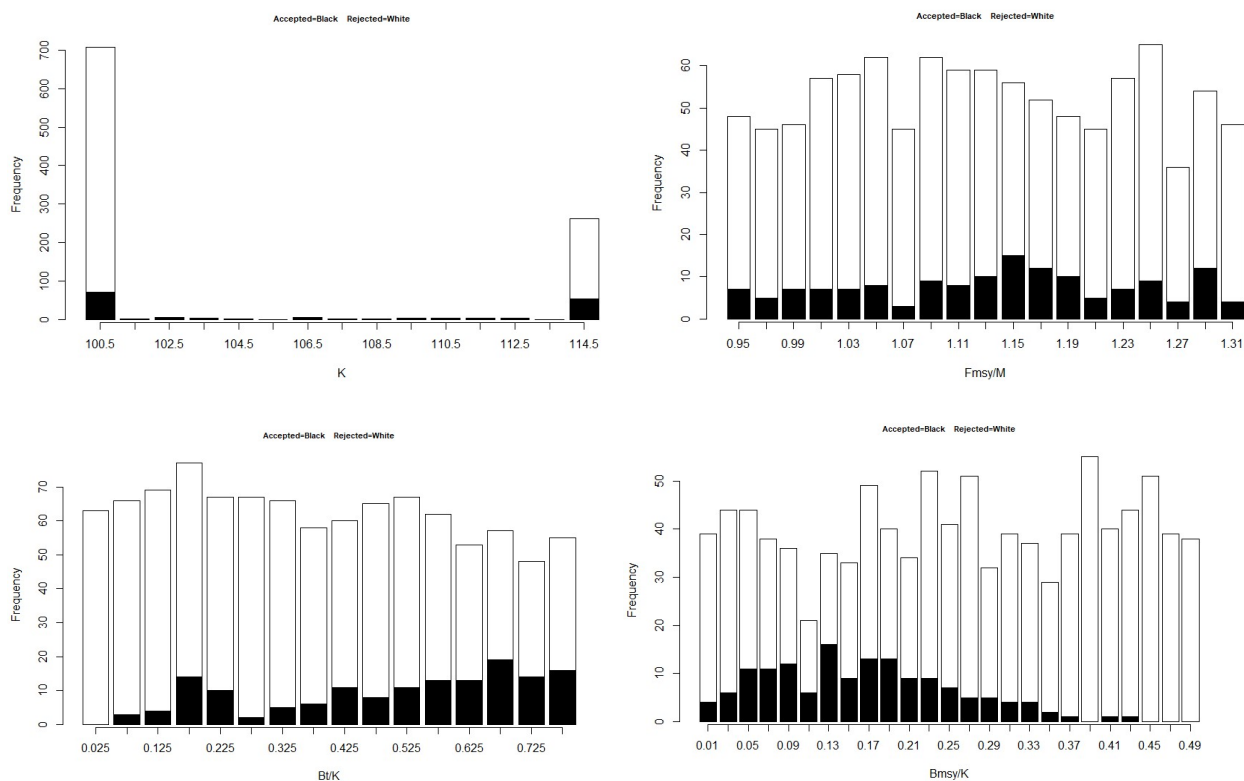 Accepted=Black Rejected=White
Frequency
0 100 200 300 400 500 600 700
100.5 102.5 104.5 106.5 108.5 110.5 112.5 114.5
K
Accepted=Black Rejected=White
Frequency
0 10 20 30 40 50 60
0.95 0.99 1.03 1.07 1.11 1.15 1.19 1.23 1.27 1.31
Fmsy/M
Accepted=Black Rejected=White
Frequency
0 10 20 30 40 50 60 70
0.025 0.125 0.225 0.325 0.425 0.525 0.625 0.725
Bt/K
Accepted=Black Rejected=White
Frequency
0 10 20 30 40 50
0.01 0.05 0.09 0.13 0.17 0.21 0.25 0.29 0.33 0.37 0.41 0.45 0.49
Bmsy/K